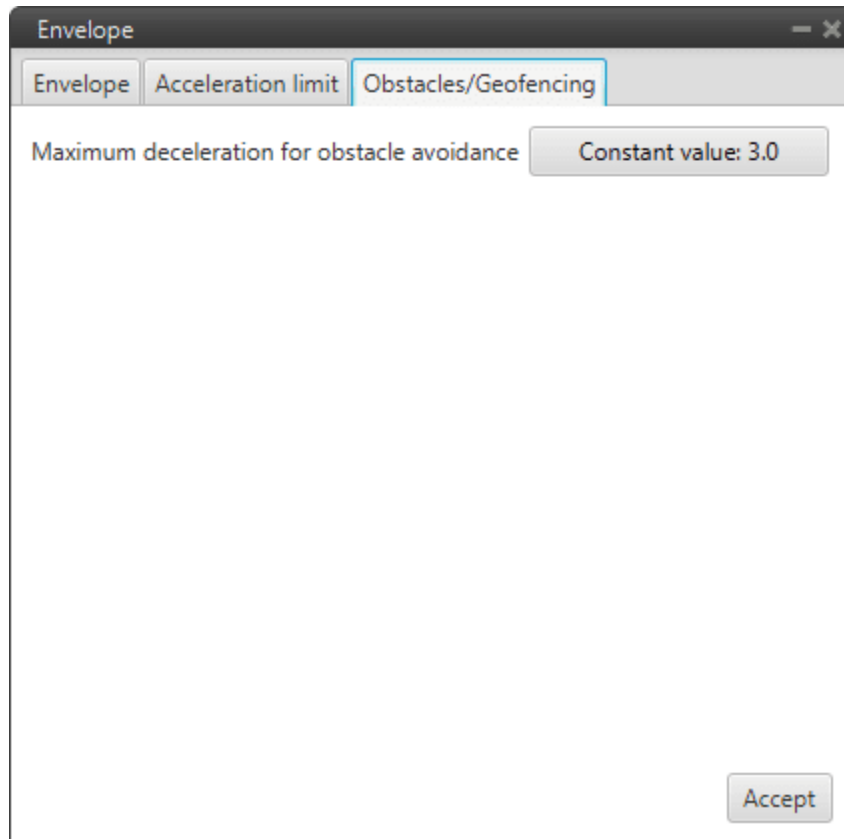 Envelope
Envelope Acceleration limit Obstacles/Geofencing
Maximum deceleration for obstacle avoidance Constant value: 3.0
Accept